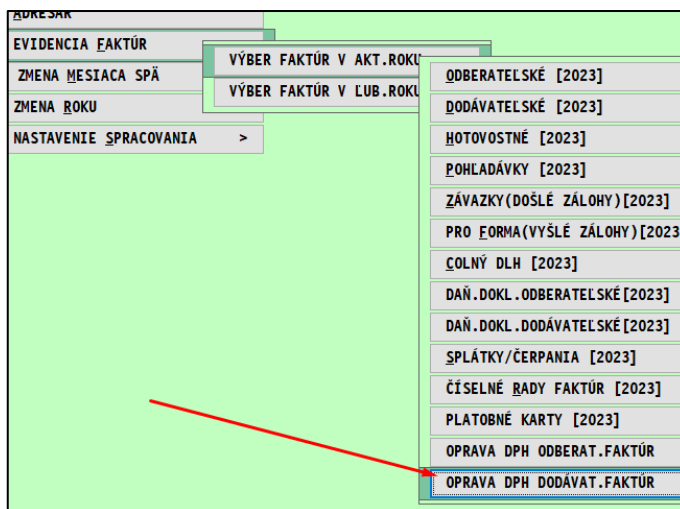 ADRESÁR
EVIDENCIA FAKTÚR
ZMENA MESIACA SPÄ
ZMENA ROKU
NASTAVENIE SPRACOVANIA >
VÝBER FAKTÚR V AKT.ROKU
VÝBER FAKTÚR V ĽUB.ROKU
ODBERATEĽSKÉ [2023]
DODÁVATEĽSKÉ [2023]
HOTOVOSTNÉ [2023]
POHĽADÁVKY [2023]
ZÁVAZKY(DOŠLÉ ZÁLOHY)[2023]
PRO FORMA(VYŠLÉ ZÁLOHY)[2023
COLNÝ DLH [2023]
DAŇ.DOKL.ODBERATEĽSKÉ[2023]
DAŇ.DOKL.DODÁVATEĽSKÉ[2023]
SPLÁTKY/ČERPANIA [2023]
ČÍSELNÉ RADY FAKTÚR [2023]
PLATOBNÉ KARTY [2023]
OPRAVA DPH ODBERAT.FAKTÚR
OPRAVA DPH DODÁVAT.FAKTÚR